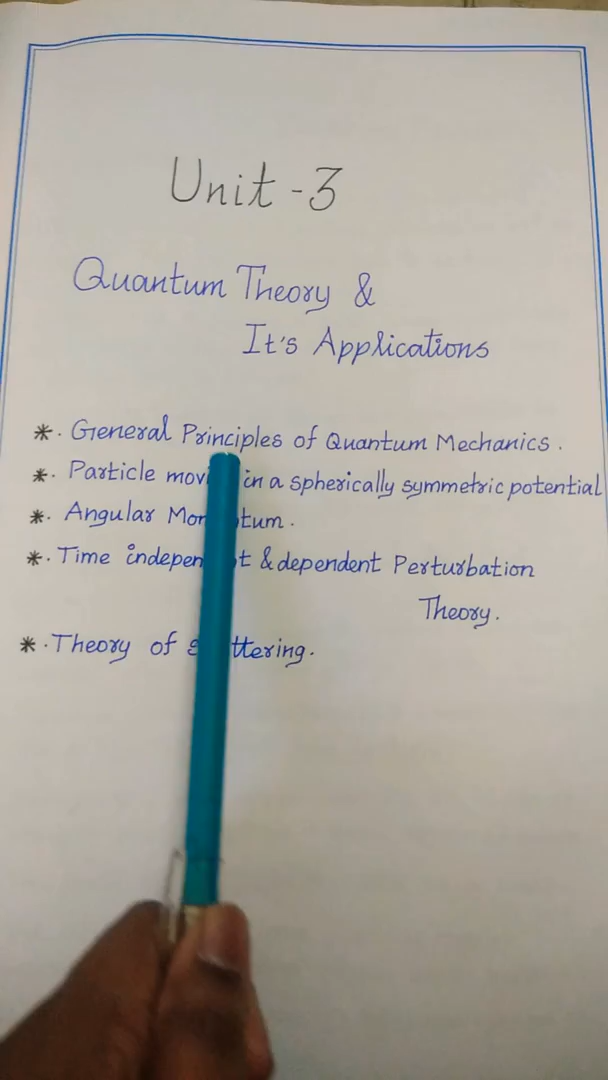 Unit - 3
Quantum Theory &
It's Applications
*. General Principles of Quantum Mechanics.
*. Particle in a spherically symmetric potential
*. Angular
*. Time & dependent Perturbation
Theory.
*. Theory of